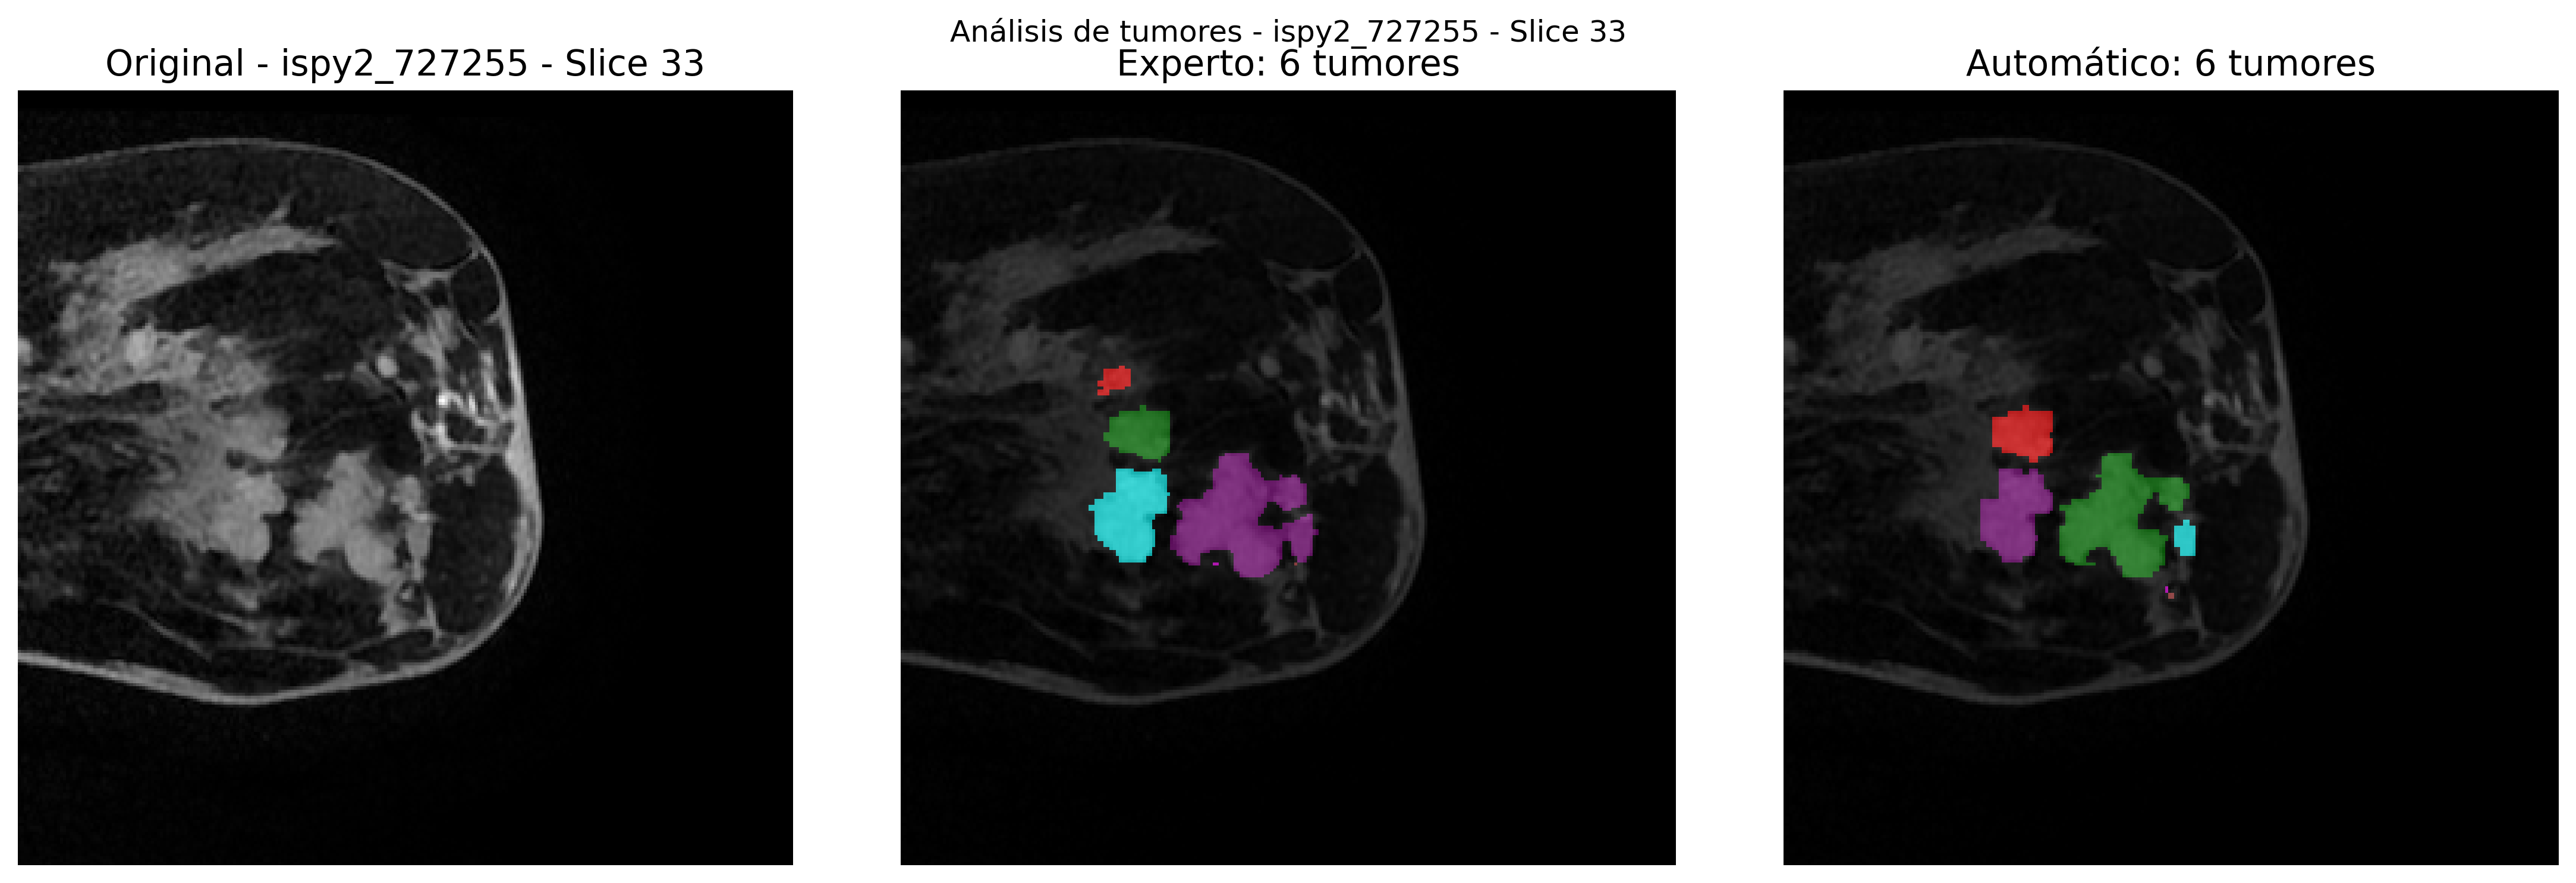 Análisis de tumores - ispy2_727255 - Slice 33
Original - ispy2_727255 - Slice 33
Experto: 6 tumores
Automático: 6 tumores